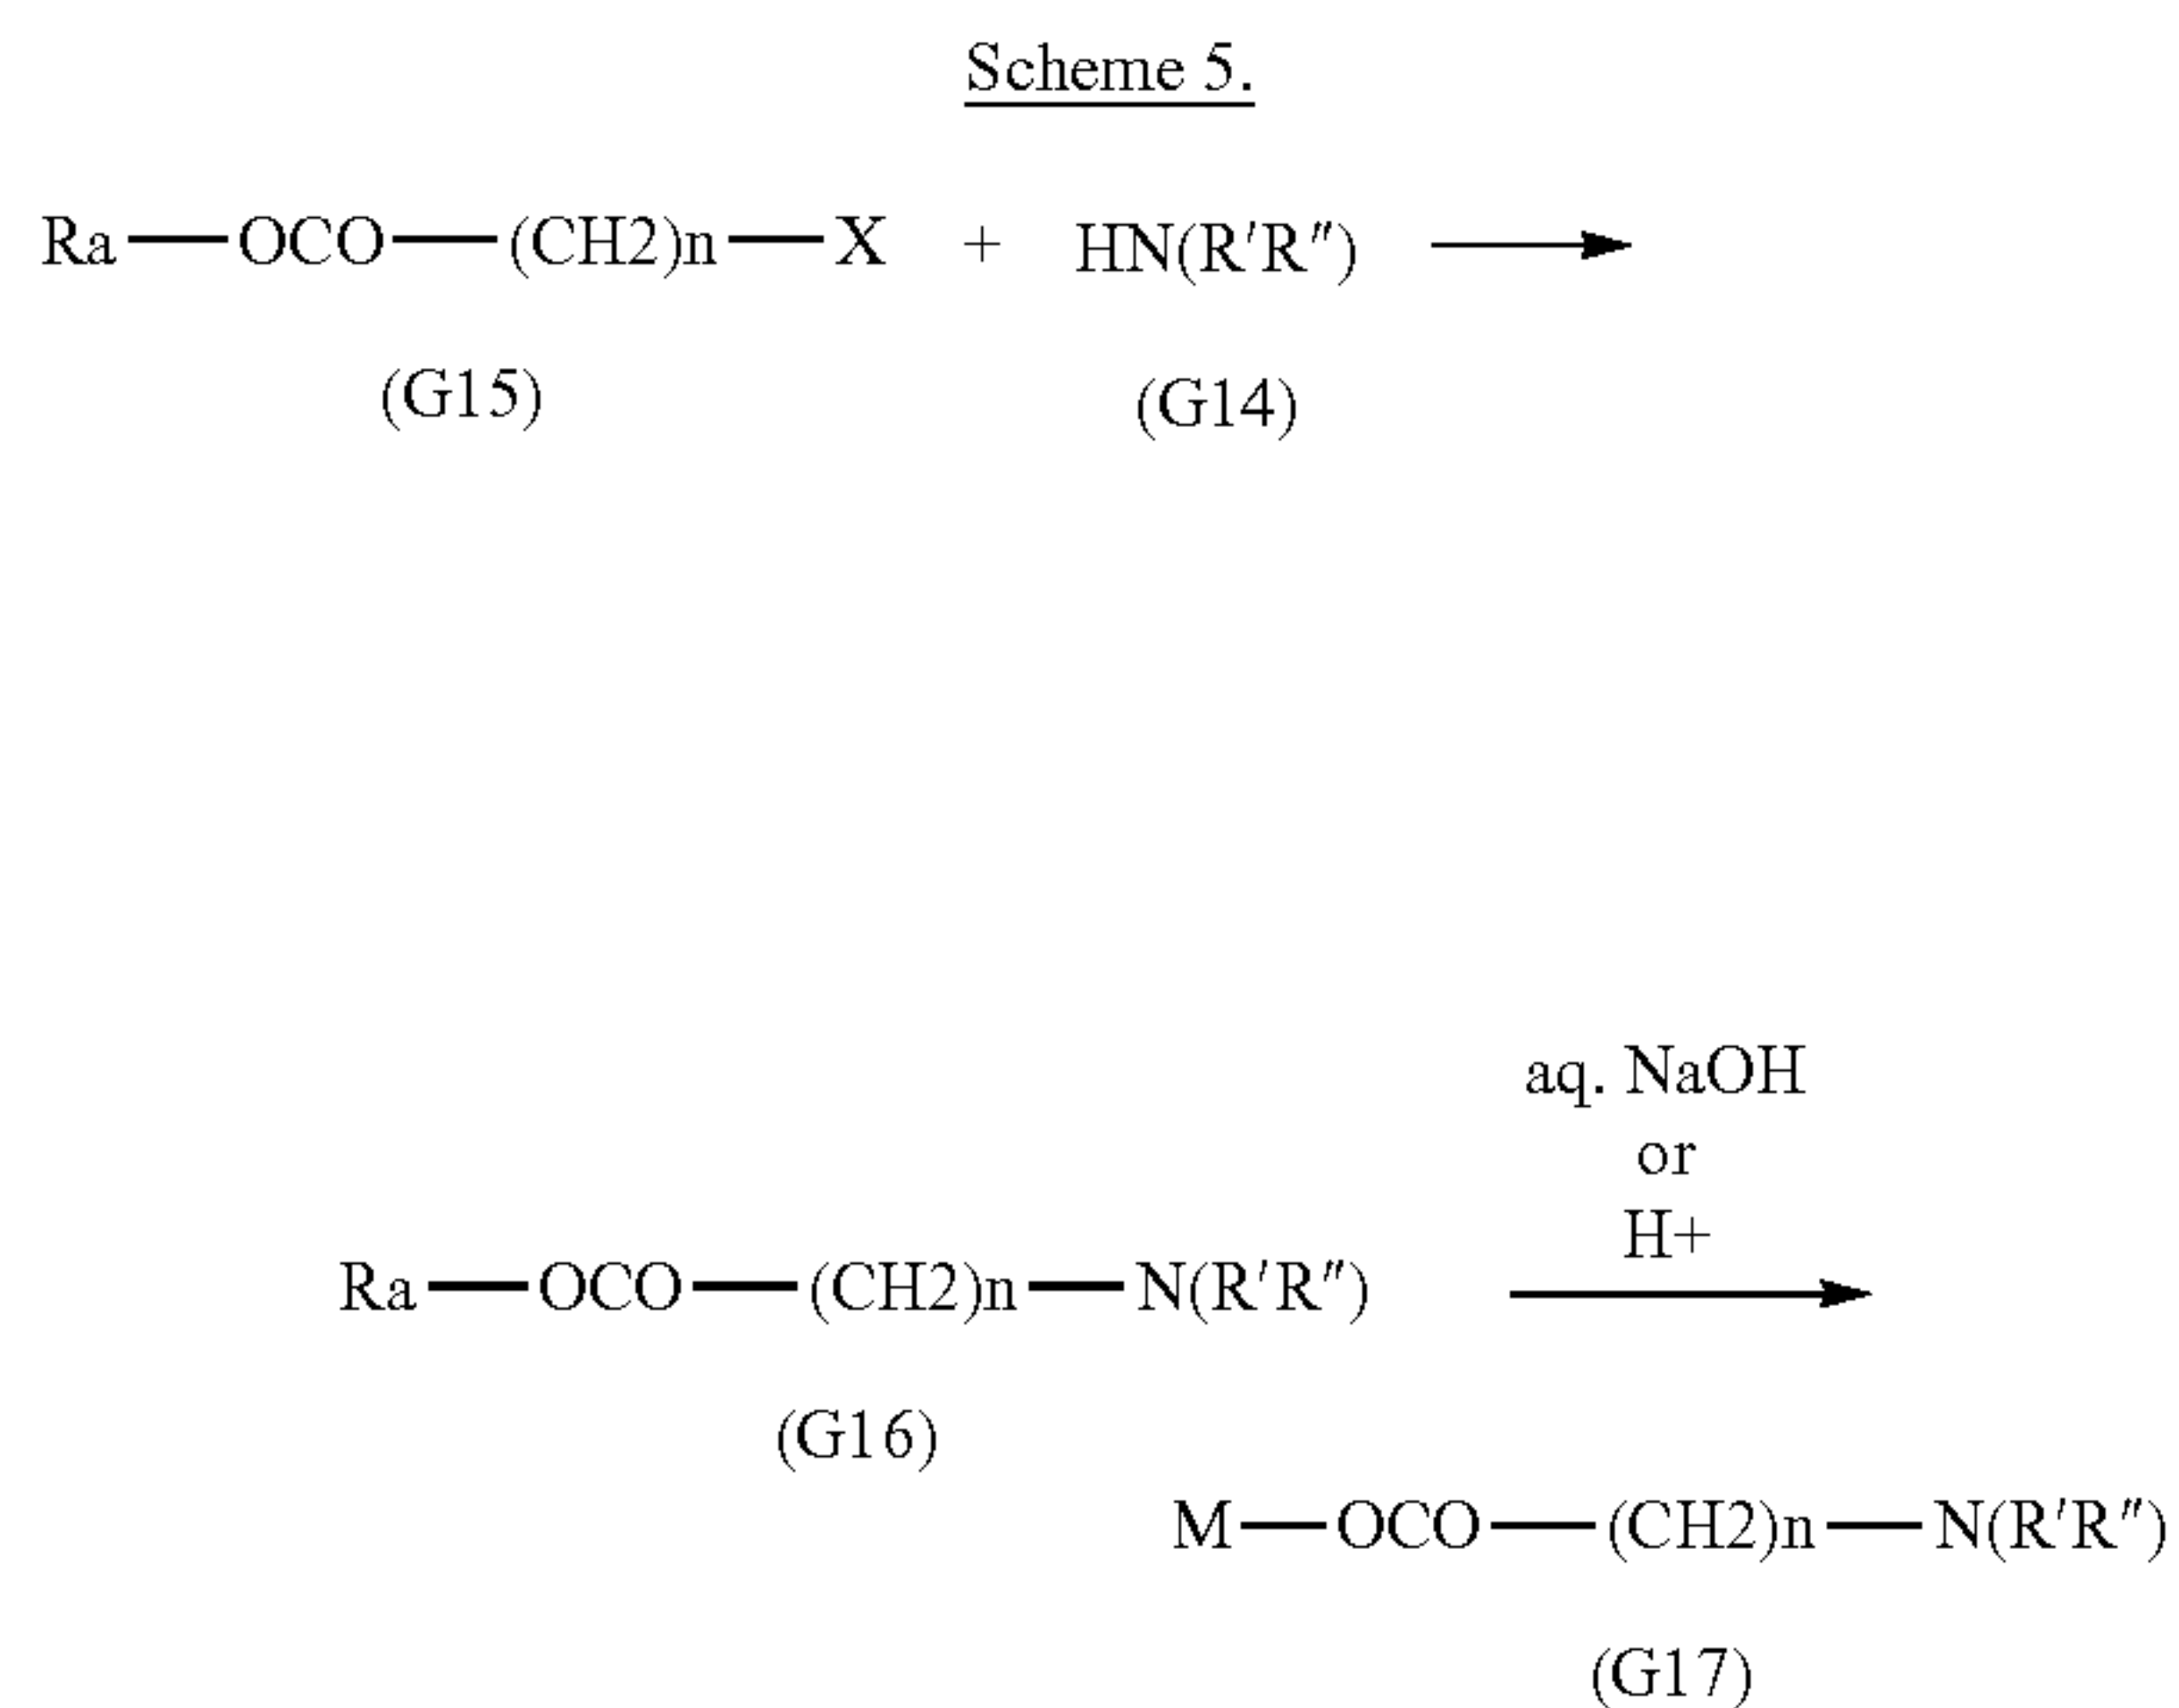 Scheme 5.
Ra—OCO—(CH2)n—X + HN(R'R")
(G15) (G14)
aq. NaOH
or
H+
Ra—OCO—(CH2)n—N(R'R")
(G16)
M—OCO—(CH2)n—N(R'R")
(G17)